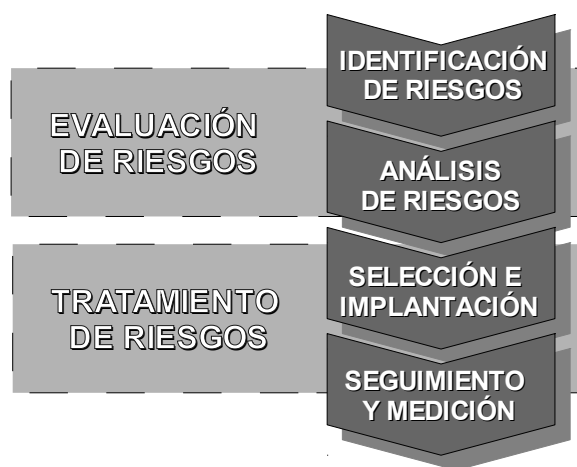 IDENTIFICACIÓN
DE RIESGOS
EVALUACIÓN
DE RIESGOS
ANÁLISIS
DE RIESGOS
SELECCIÓN E
IMPLANTACIÓN
TRATAMIENTO
DE RIESGOS
SEGUIMIENTO
Y MEDICIÓN